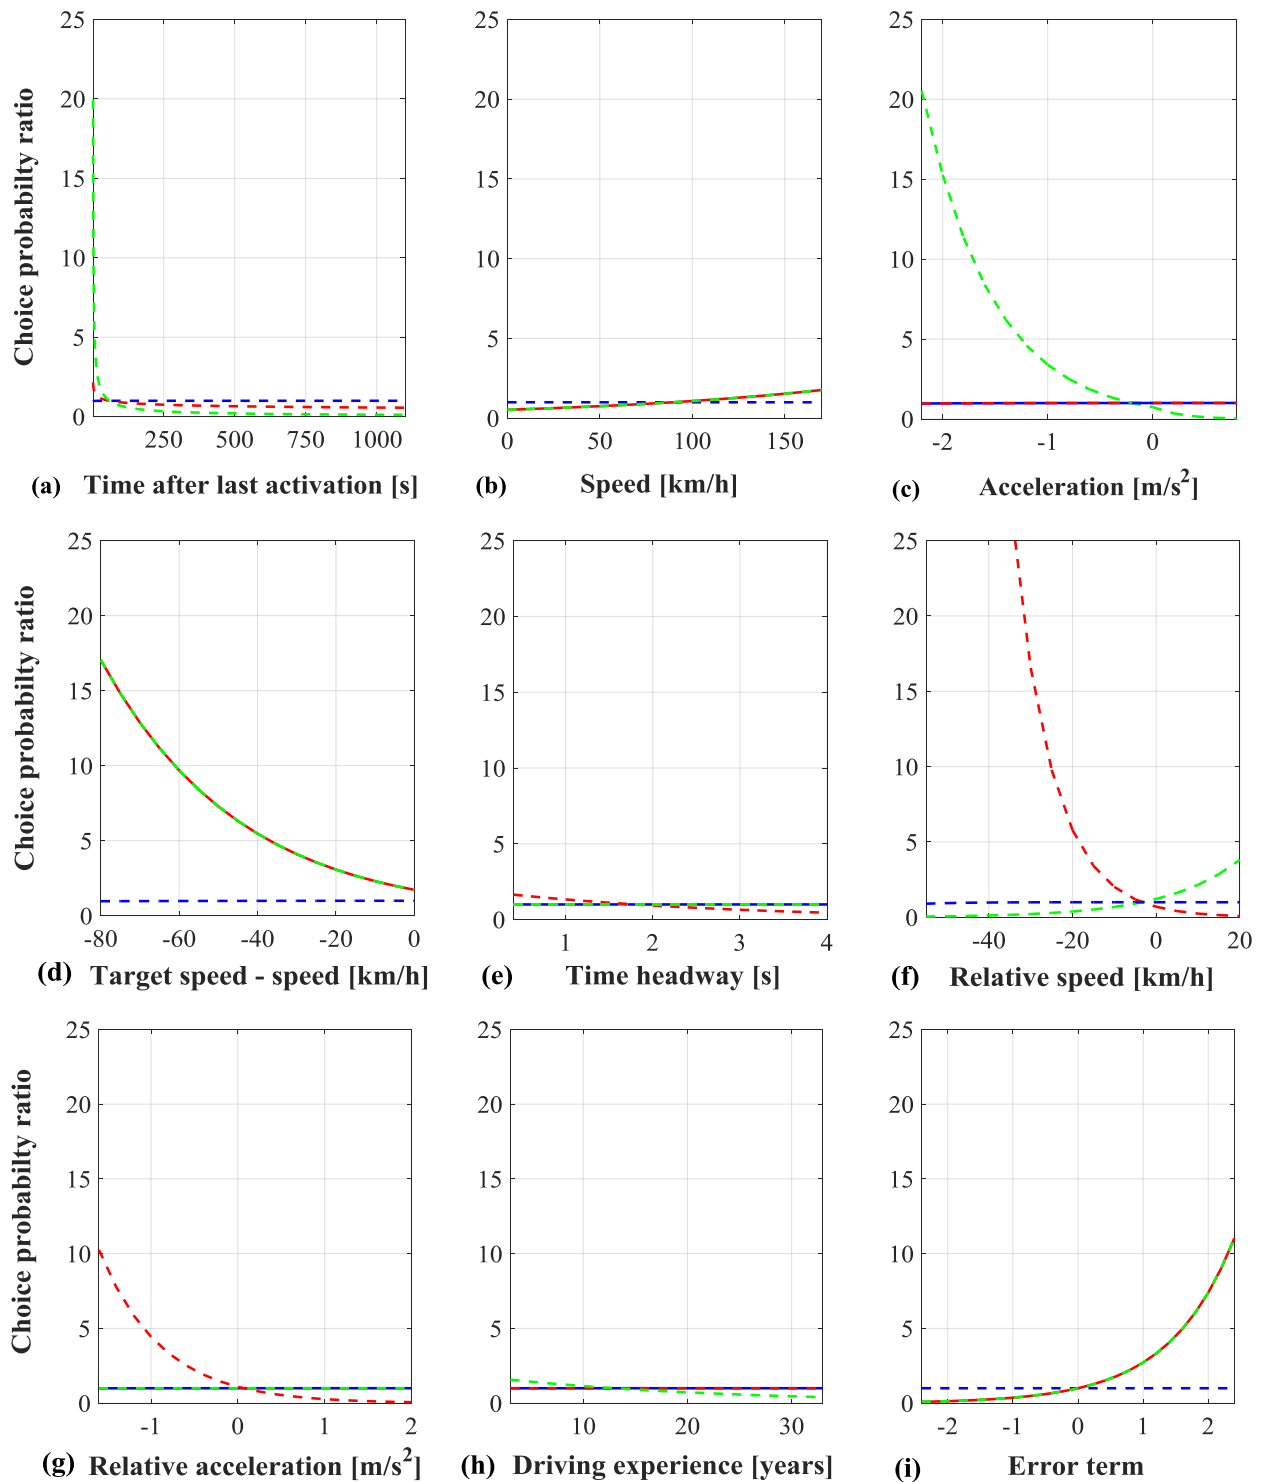 25
20
15
10
5
0
Choice probabilty ratio
250 500 750 1000
(a) Time after last activation [s]
25
20
15
10
5
0
0 50 100 150
(b) Speed [km/h]
25
20
15
10
5
0
-2 -1 0
(c) Acceleration [m/s2]
25
20
15
10
5
0
Choice probabilty ratio
-80 -60 -40 -20 0
(d) Target speed - speed [km/h]
25
20
15
10
5
0
1 2 3 4
(e) Time headway [s]
25
20
15
10
5
0
-40 -20 0 20
(f) Relative speed [km/h]
25
20
15
10
5
0
Choice probabilty ratio
-1 0 1 2
(g) Relative acceleration [m/s2]
25
20
15
10
5
0
10 20 30
(h) Driving experience [years]
25
20
15
10
5
0
-2 -1 0 1 2
(i) Error term